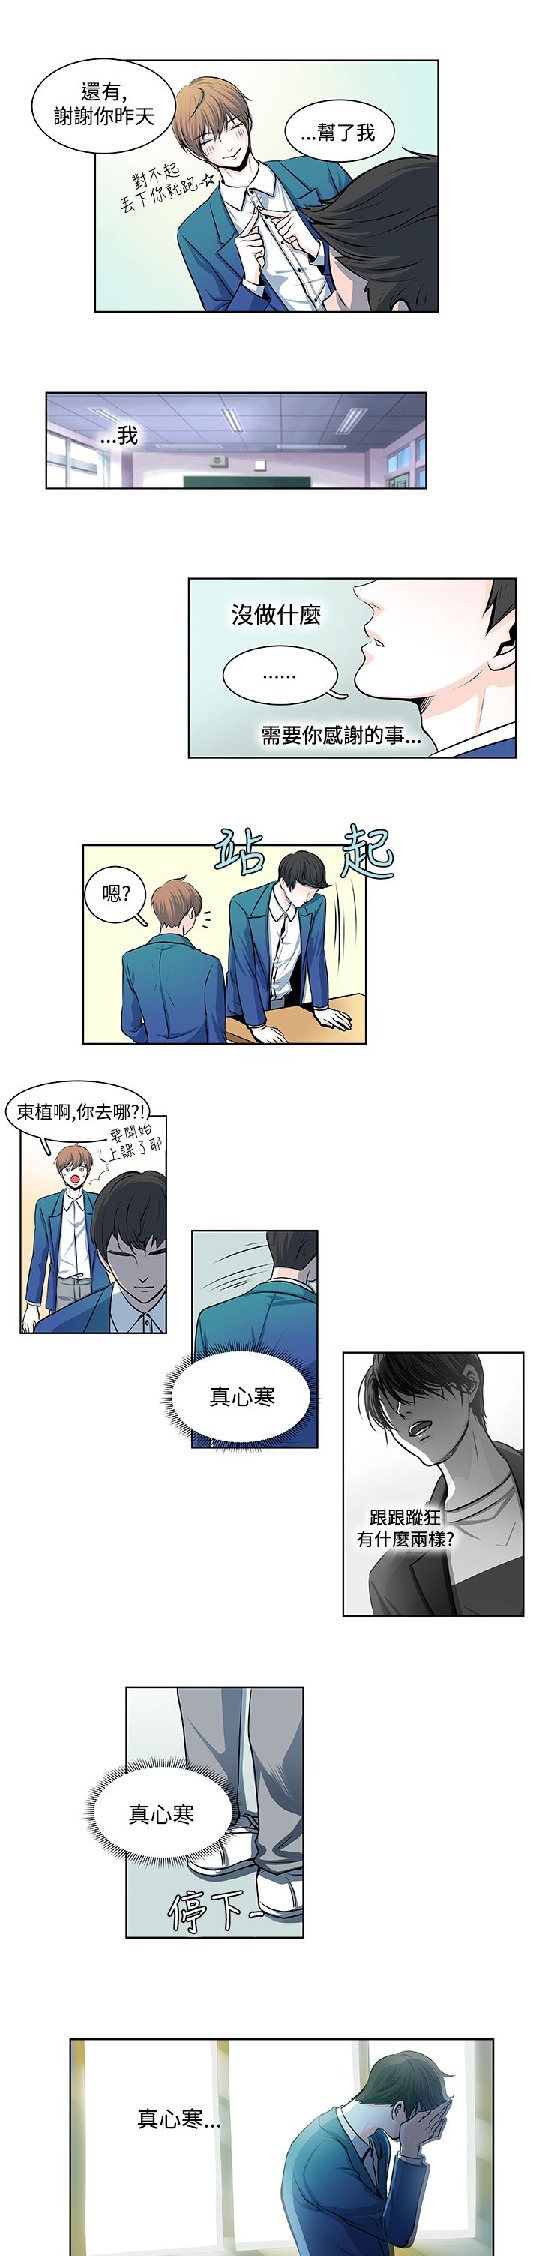 還有,
謝謝你昨天
...幫了我
對不起
丟下你就跑~☆
...我
沒做什麼
......
需要你感謝的事...
站起
嗯?
東植啊,你去哪?!
要開始
上課了耶
真心寒
跟跟蹤狂
有什麼兩樣?
真心寒
停下-
真心寒...